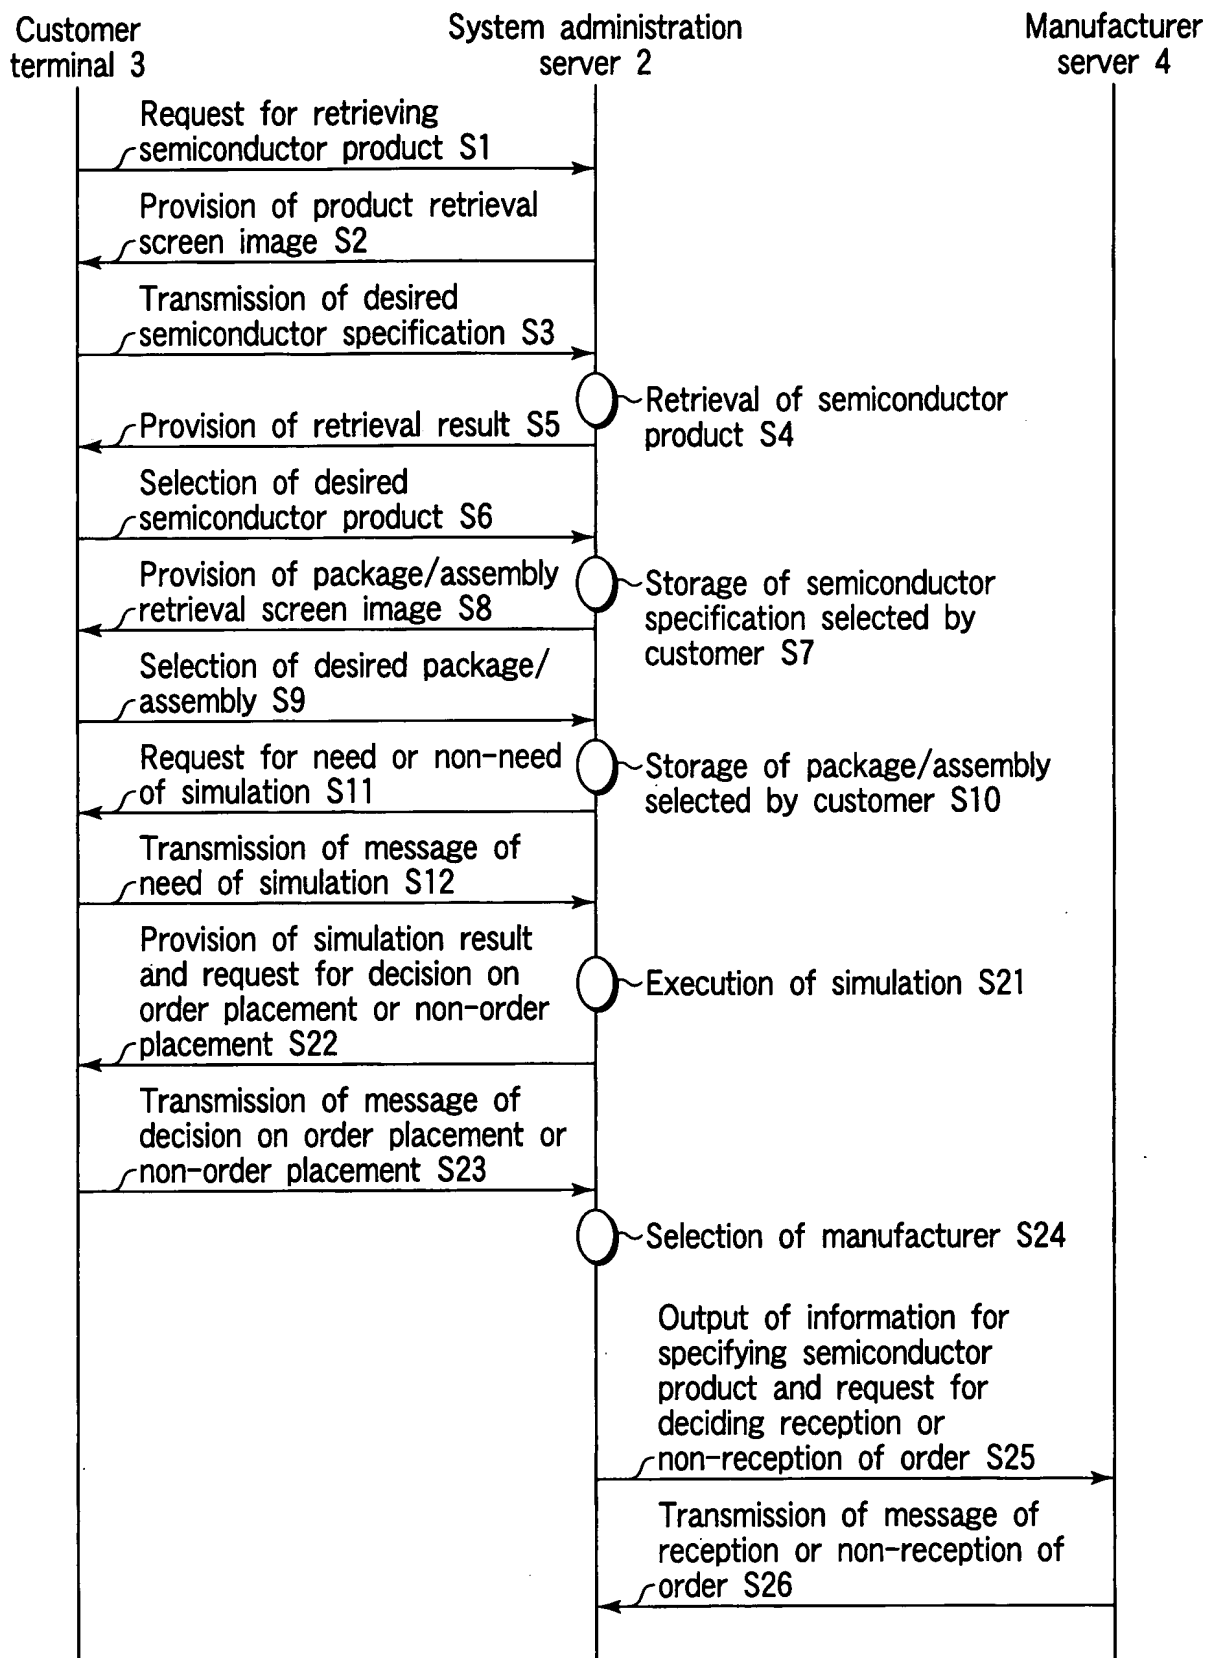 Customer
terminal 3
System administration
server 2
Manufacturer
server 4
Request for retrieving
semiconductor product S1
Provision of product retrieval
screen image S2
Transmission of desired
semiconductor specification S3
Retrieval of semiconductor
product S4
Provision of retrieval result S5
Selection of desired
semiconductor product S6
Storage of semiconductor
specification selected by
customer S7
Provision of package/assembly
retrieval screen image S8
Selection of desired package/
assembly S9
Storage of package/assembly
selected by customer S10
Request for need or non-need
of simulation S11
Transmission of message of
need of simulation S12
Execution of simulation S21
Provision of simulation result
and request for decision on
order placement or non-order
placement S22
Transmission of message of
decision on order placement or
non-order placement S23
Selection of manufacturer S24
Output of information for
specifying semiconductor
product and request for
deciding reception or
non-reception of order S25
Transmission of message of
reception or non-reception of
order S26